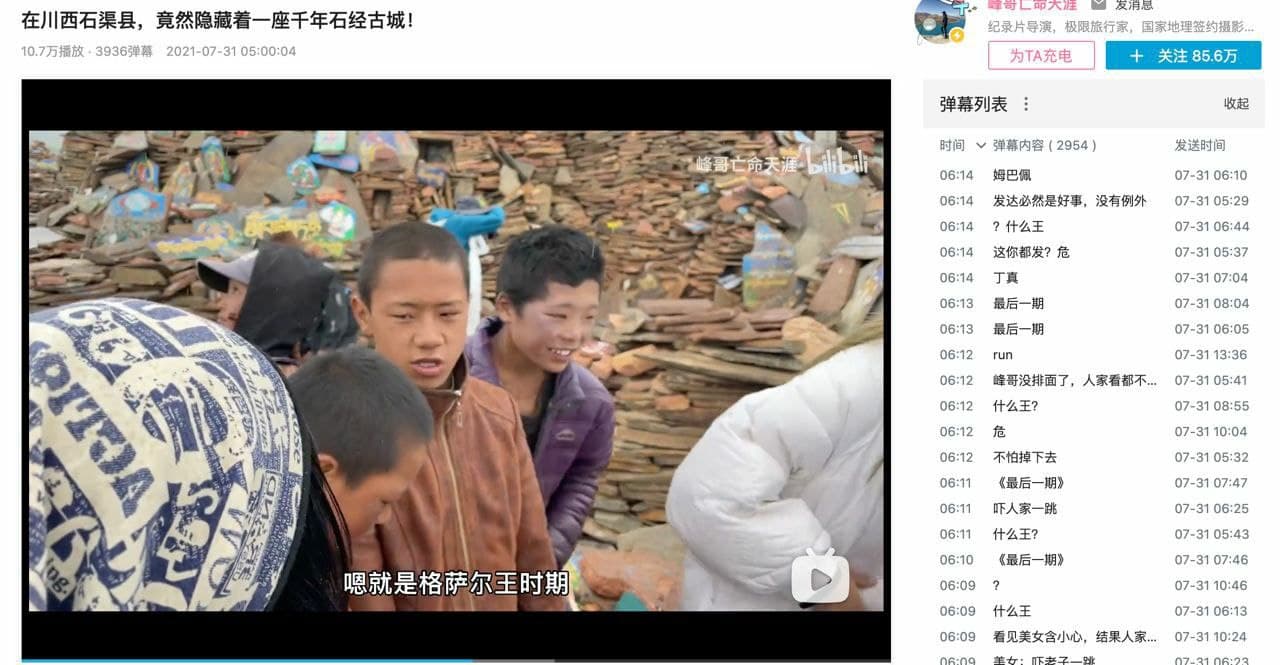 在川西石渠县，竟然隐藏着一座千年石经古城！
10.7万播放 · 3936弹幕 2021-07-31 05:00:04
峰哥亡命天涯 发消息
纪录片导演，极限旅行家，国家地理签约摄影...
为TA充电
+ 关注 85.6万
峰哥亡命天涯 bilibili
嗯就是格萨尔王时期
弹幕列表
收起
时间 弹幕内容 ( 2954 ) 发送时间
06:14 姆巴佩 07-31 06:10
06:14 发达必然是好事，没有例外 07-31 05:29
06:14 ？什么王 07-31 06:44
06:14 这你都发？危 07-31 05:37
06:14 丁真 07-31 07:04
06:13 最后一期 07-31 08:04
06:13 最后一期 07-31 06:05
06:12 run 07-31 13:36
06:12 峰哥没排面了，人家看都不... 07-31 05:41
06:12 什么王? 07-31 08:55
06:12 危 07-31 10:04
06:12 不怕掉下去 07-31 05:32
06:11 《最后一期》 07-31 07:47
06:11 吓人家一跳 07-31 06:25
06:11 什么王? 07-31 05:43
06:10 《最后一期》 07-31 07:46
06:09 ? 07-31 10:46
06:09 什么王 07-31 06:13
06:09 看见美女含小心，结果人家... 07-31 10:24
06:09 美女：吓老子一跳 07-31 06:23